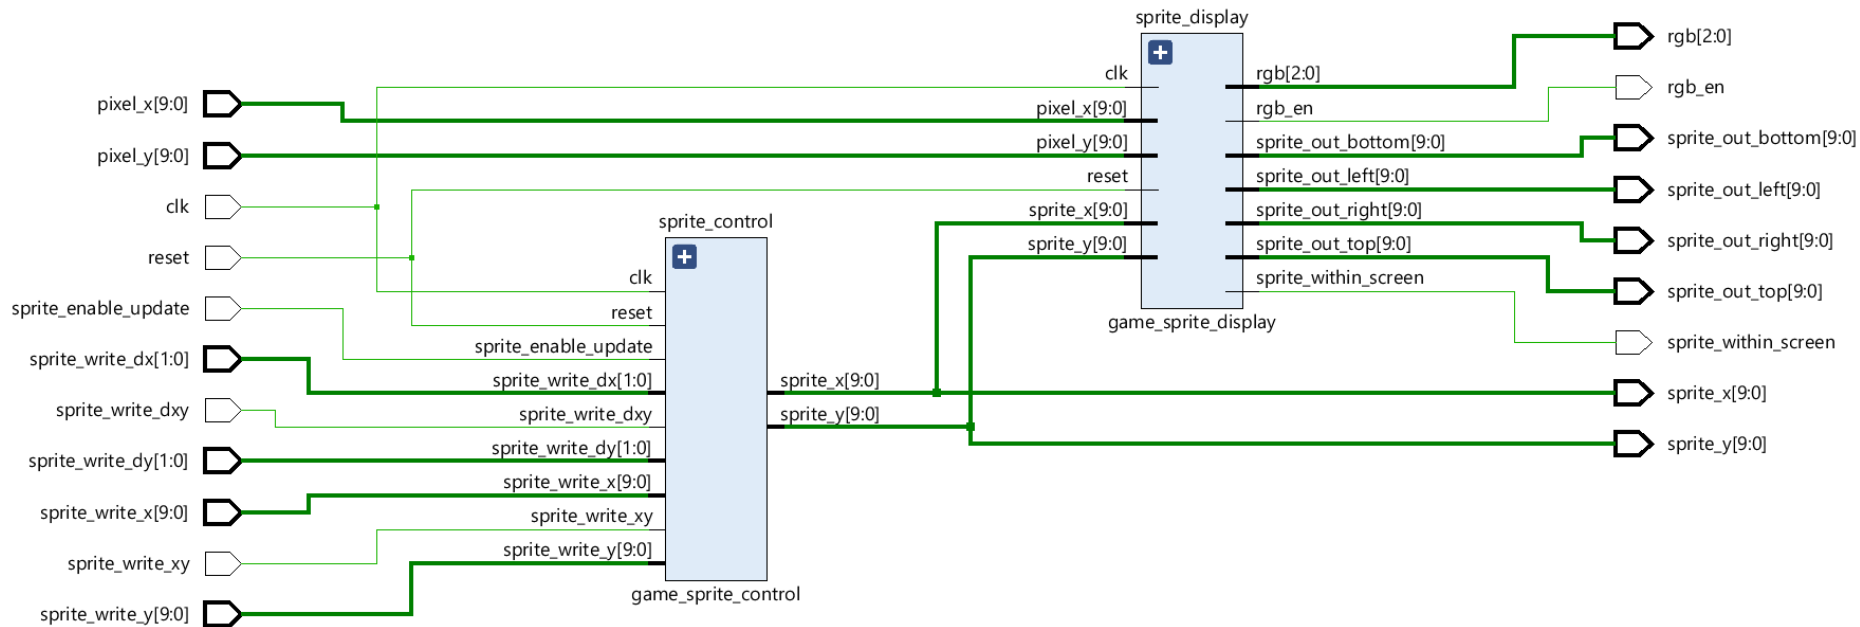 pixel_x[9:0]
pixel_y[9:0]
clk
reset
sprite_enable_update
sprite_write_dx[1:0]
sprite_write_dxy
sprite_write_dy[1:0]
sprite_write_x[9:0]
sprite_write_xy
sprite_write_y[9:0]
sprite_control
clk
reset
sprite_enable_update
sprite_write_dx[1:0]
sprite_write_dxy
sprite_write_dy[1:0]
sprite_write_x[9:0]
sprite_write_xy
sprite_write_y[9:0]
sprite_x[9:0]
sprite_y[9:0]
game_sprite_control
sprite_display
clk
pixel_x[9:0]
pixel_y[9:0]
reset
sprite_x[9:0]
sprite_y[9:0]
rgb[2:0]
rgb_en
sprite_out_bottom[9:0]
sprite_out_left[9:0]
sprite_out_right[9:0]
sprite_out_top[9:0]
sprite_within_screen
game_sprite_display
rgb[2:0]
rgb_en
sprite_out_bottom[9:0]
sprite_out_left[9:0]
sprite_out_right[9:0]
sprite_out_top[9:0]
sprite_within_screen
sprite_x[9:0]
sprite_y[9:0]